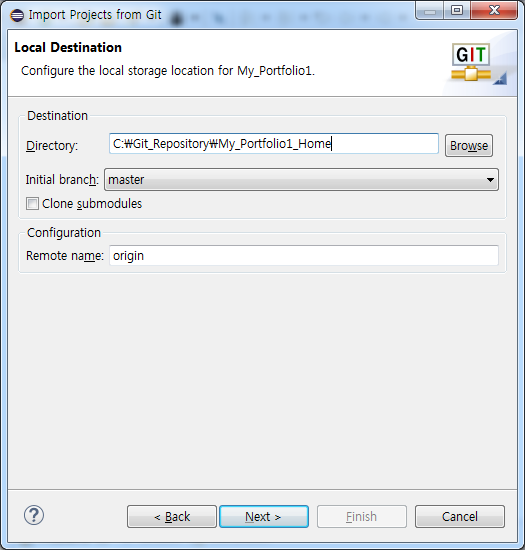 Import Projects from Git
Local Destination
Configure the local storage location for My_Portfolio1.
GIT
Destination
Directory: C:₩Git_Repository₩My_Portfolio1_Home Browse
Initial branch: master
Clone submodules
Configuration
Remote name: origin
? < Back Next > Finish Cancel